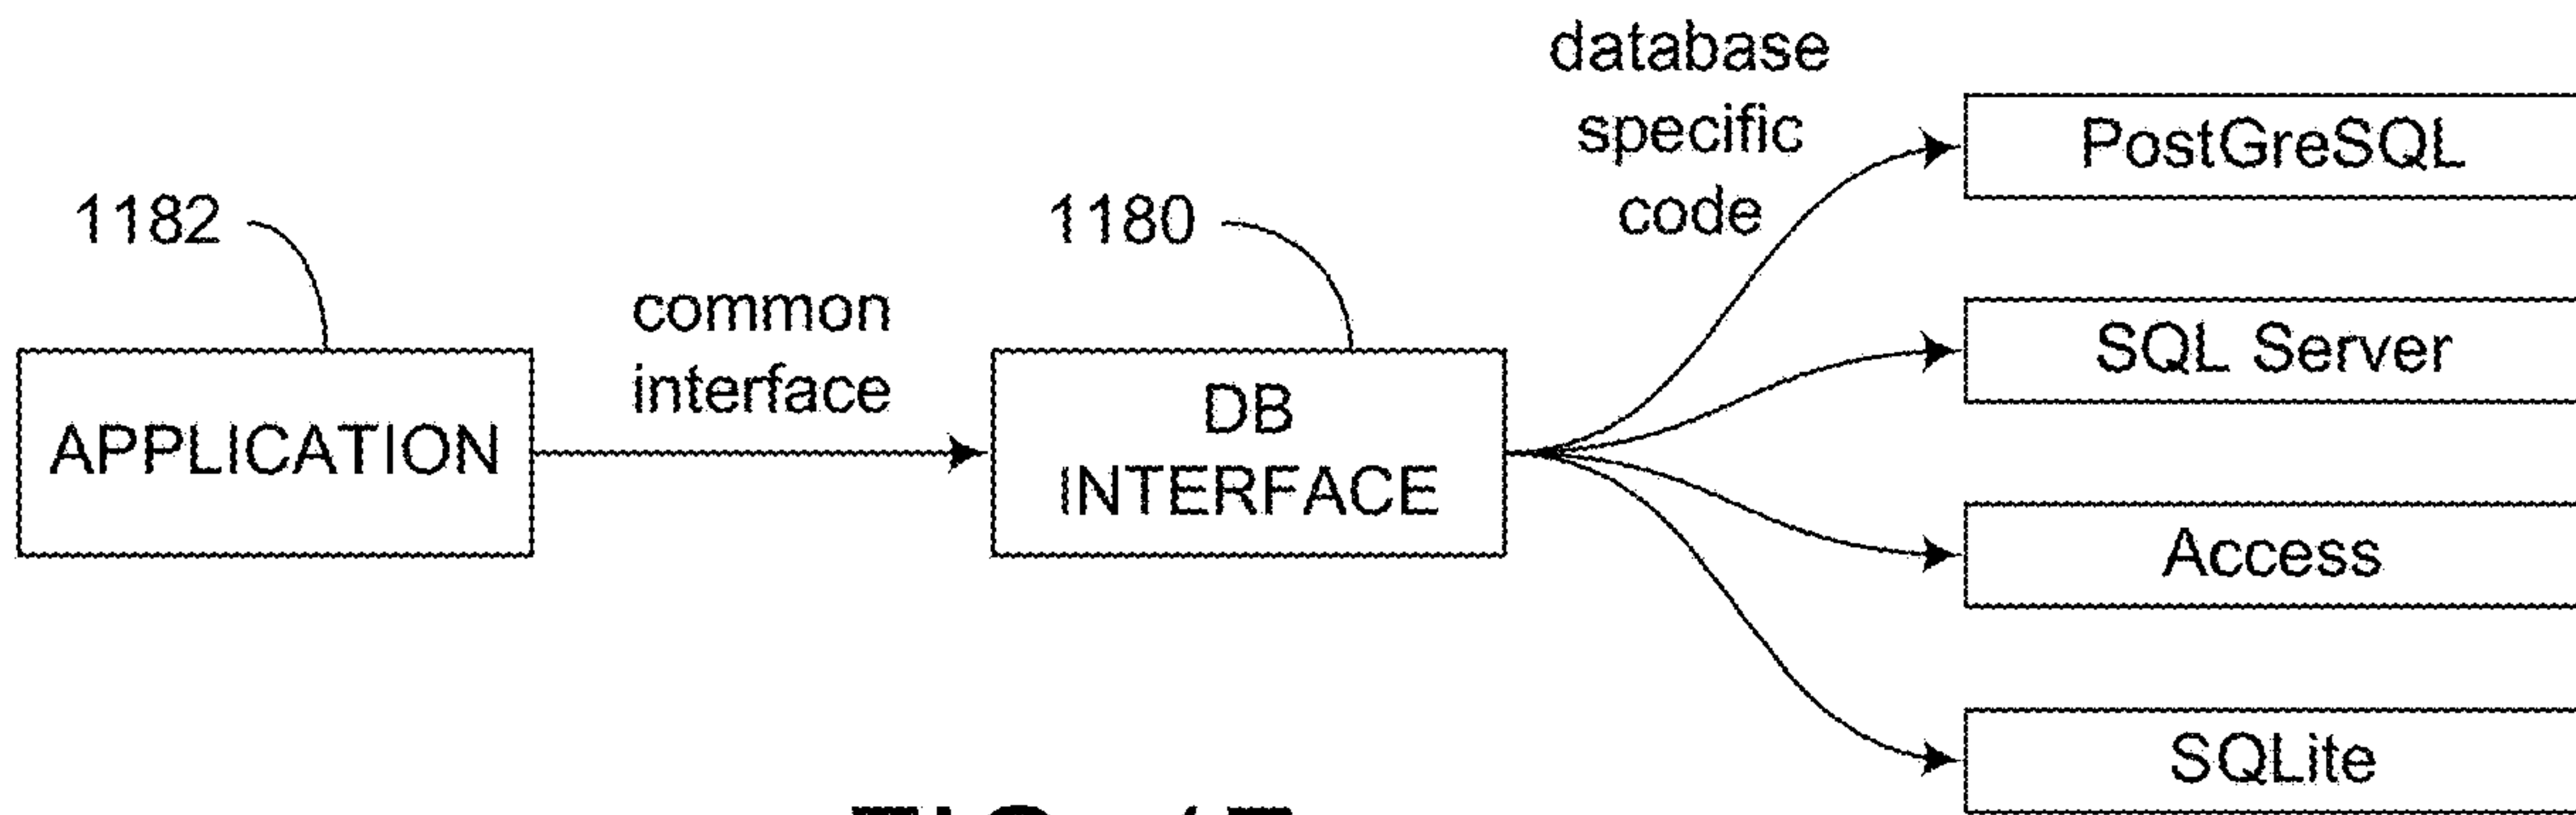 database
specific
code
PostGreSQL
1182
1180
common
interface
SQL Server
APPLICATION
DB
INTERFACE
Access
SQLite